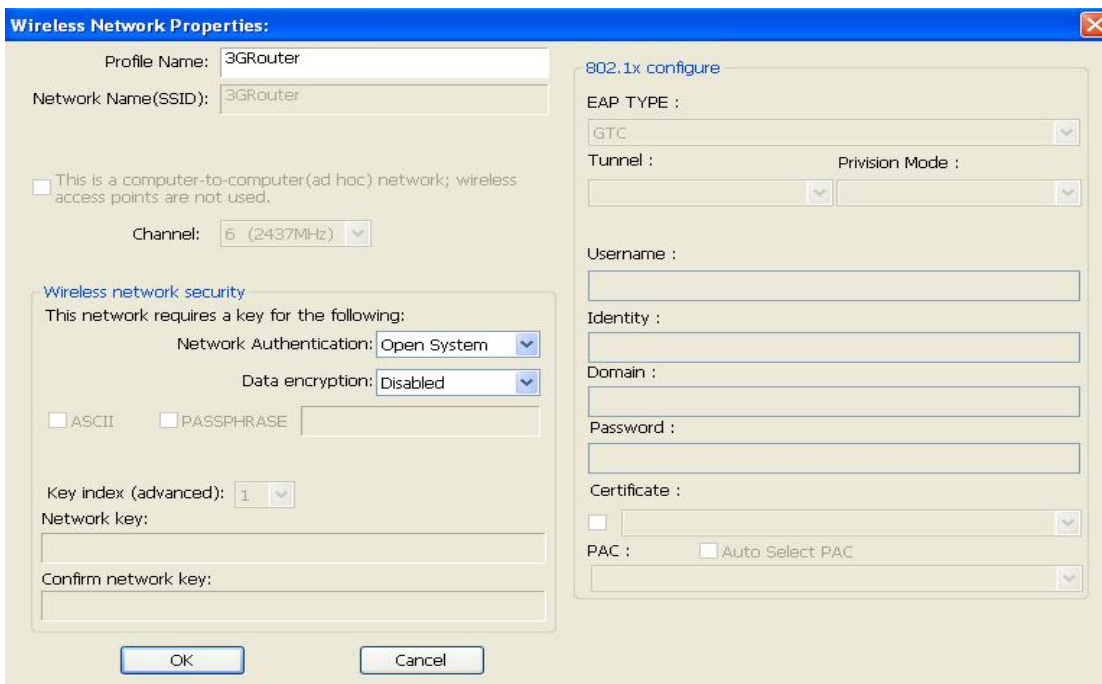 Wireless Network Properties:
Profile Name: 3GRouter
Network Name(SSID): 3GRouter
This is a computer-to-computer(ad hoc) network; wireless
access points are not used.
Channel: 6 (2437MHz)
Wireless network security
This network requires a key for the following:
Network Authentication: Open System
Data encryption: Disabled
ASCII PASSPHRASE
Key index (advanced): 1
Network key:
Confirm network key:
OK Cancel
802.1x configure
EAP TYPE :
GTC
Tunnel : Privision Mode :
Username :
Identity :
Domain :
Password :
Certificate :
PAC : Auto Select PAC